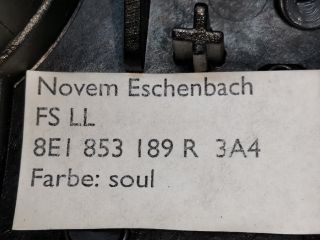 Novem Eschenbach
FS LL
8E1 853 189 R 3A4
Farbe: soul